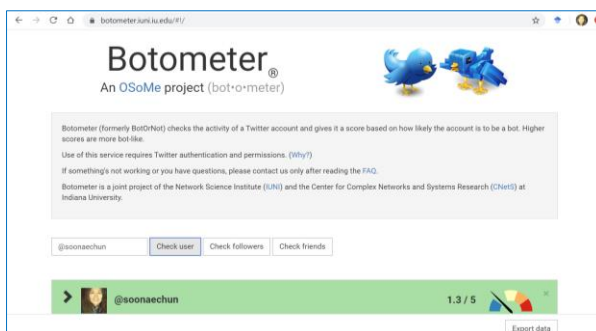 botometer.iuni.iu.edu/#!/
Botometer®
An OSoMe project (bot•o•meter)
Botometer (formerly BotOrNot) checks the activity of a Twitter account and gives it a score based on how likely the account is to be a bot. Higher
scores are more bot-like.
Use of this service requires Twitter authentication and permissions. (Why?)
If something's not working or you have questions, please contact us only after reading the FAQ.
Botometer is a joint project of the Network Science Institute (IUNI) and the Center for Complex Networks and Systems Research (CNetS) at
Indiana University.
@soonaechun Check user Check followers Check friends
@soonaechun 1.3 / 5
Export data